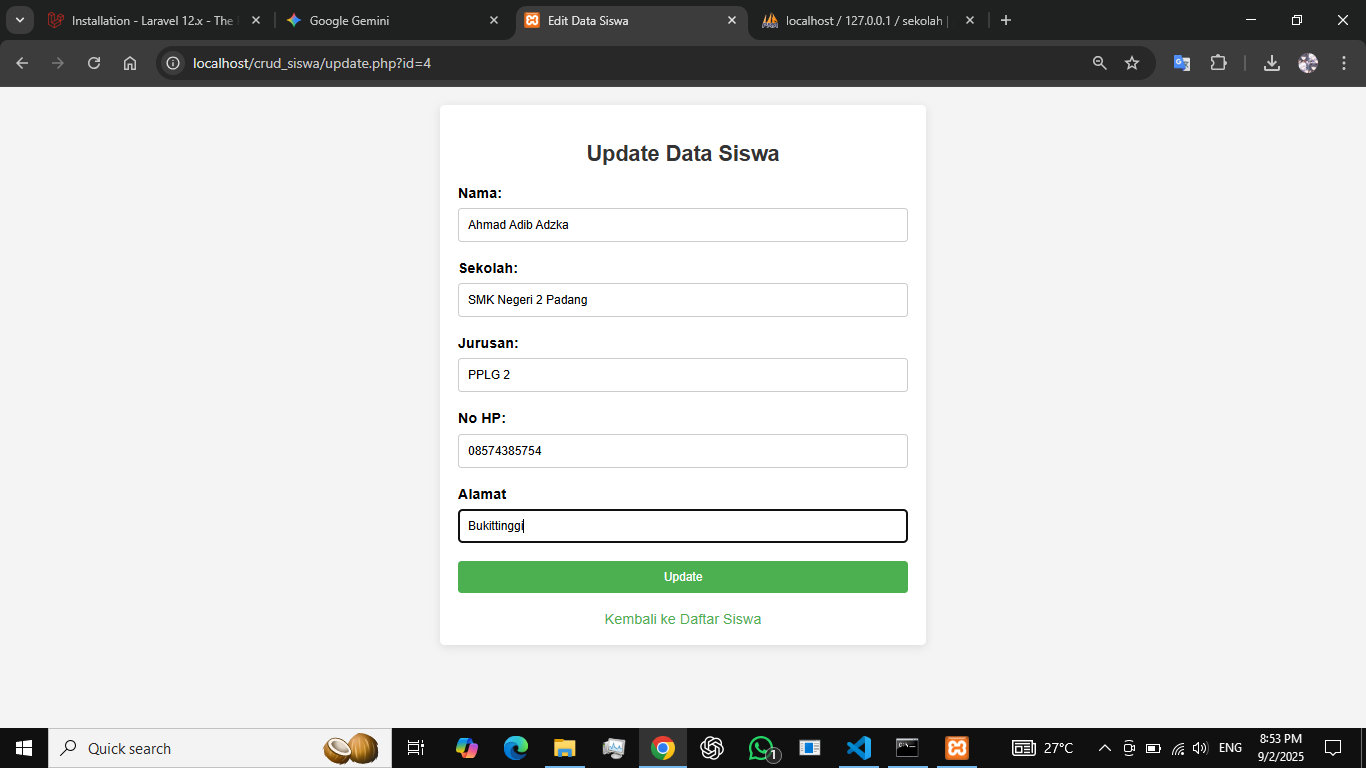 Installation - Laravel 12.x - The
Google Gemini
Edit Data Siswa
localhost / 127.0.0.1 / sekolah |
localhost/crud_siswa/update.php?id=4
Update Data Siswa
Nama:
Ahmad Adib Adzka
Sekolah:
SMK Negeri 2 Padang
Jurusan:
PPLG 2
No HP:
08574385754
Alamat
Bukittinggi
Update
Kembali ke Daftar Siswa
Quick search
1
27°C
ENG
8:53 PM
9/2/2025